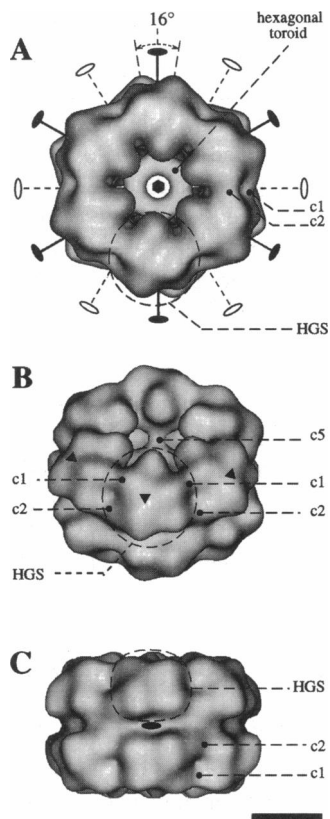 16°
hexagonal
toroid
A
c1
c2
HGS
B
c5
c1
c1
c2
c2
HGS
C
HGS
c2
c1